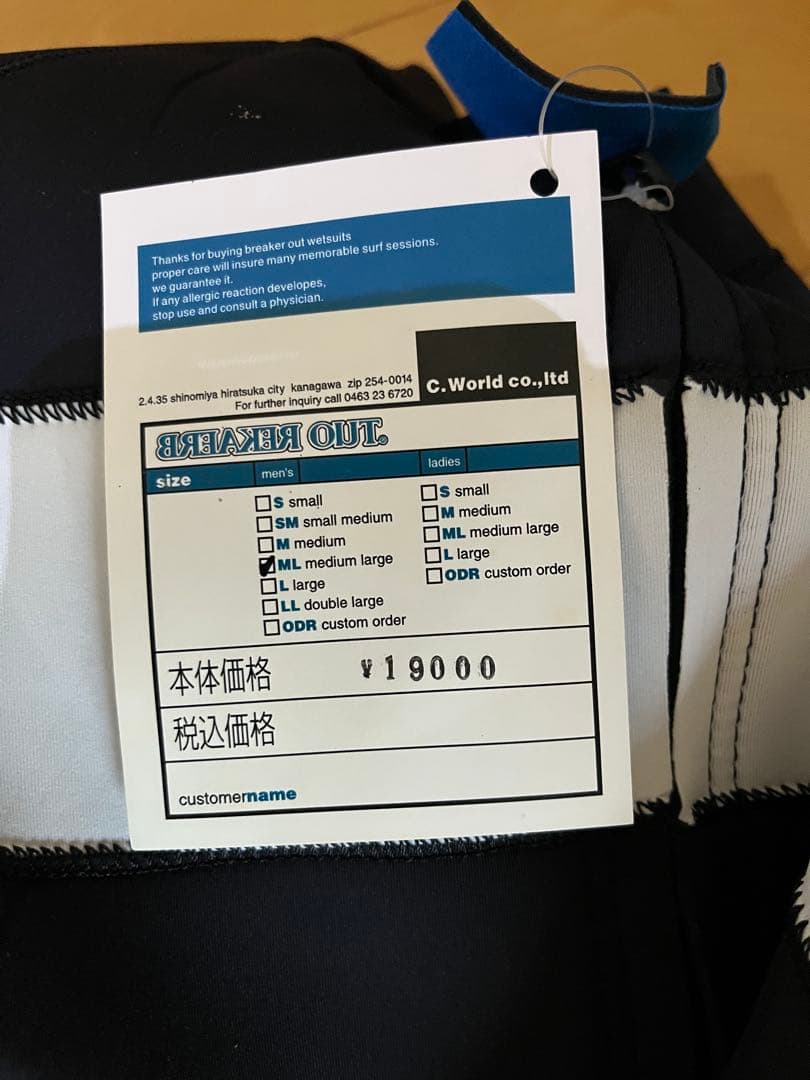 Thanks for buying breaker out wetsuits
proper care will insure many memorable surf sessions.
we guarantee it.
If any allergic reaction developes,
stop use and consult a physician.
2.4.35 shinomiya hiratsuka city kanagawa zip 254-0014
For further inquiry call 0463 23 6720
C.World co.,ltd
BREAKER OUT.
size men's ladies
S small
SM small medium
M medium
ML medium large
L large
LL double large
ODR custom order
S small
M medium
ML medium large
L large
ODR custom order
本体価格 ¥19000
税込価格
customername